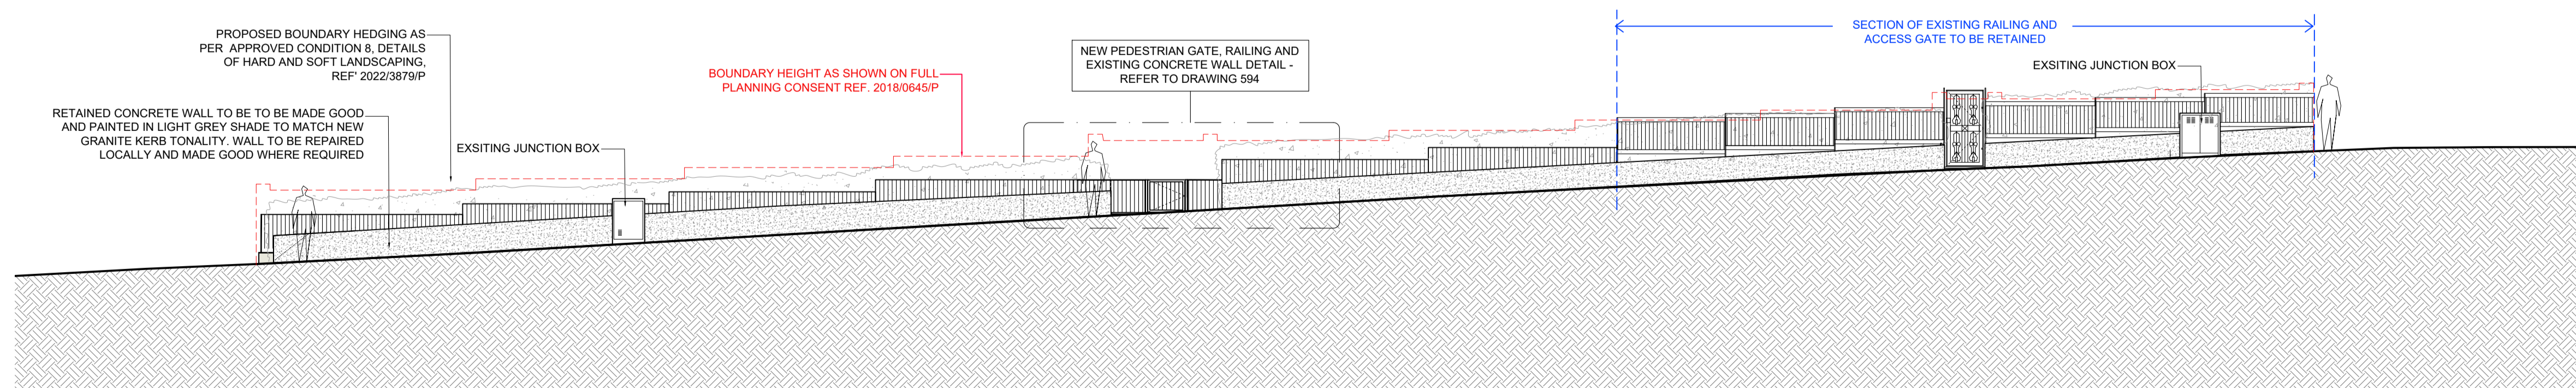 PROPOSED BOUNDARY HEDGING AS
PER APPROVED CONDITION 8, DETAILS
OF HARD AND SOFT LANDSCAPING,
REF' 2022/3879/P
RETAINED CONCRETE WALL TO BE TO BE MADE GOOD
AND PAINTED IN LIGHT GREY SHADE TO MATCH NEW
GRANITE KERB TONALITY. WALL TO BE REPAIRED
LOCALLY AND MADE GOOD WHERE REQUIRED
EXSITING JUNCTION BOX
BOUNDARY HEIGHT AS SHOWN ON FULL
PLANNING CONSENT REF. 2018/0645/P
NEW PEDESTRIAN GATE, RAILING AND
EXISTING CONCRETE WALL DETAIL -
REFER TO DRAWING 594
SECTION OF EXISTING RAILING AND
ACCESS GATE TO BE RETAINED
EXSITING JUNCTION BOX